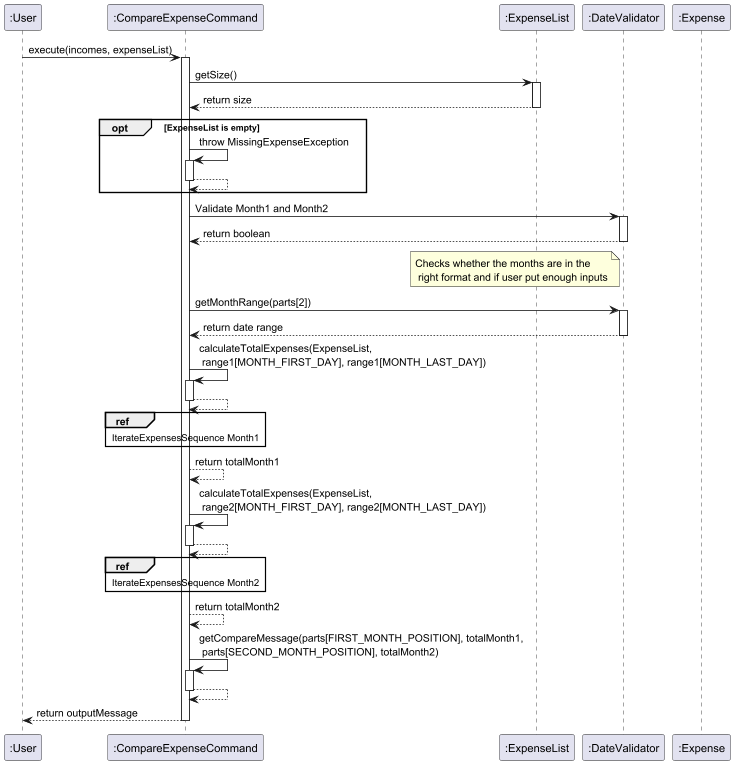 :User
:CompareExpenseCommand
:ExpenseList
:DateValidator
:Expense
execute(incomes, expenseList)
getSize()
return size
opt
[ExpenseList is empty]
throw MissingExpenseException
Validate Month1 and Month2
return boolean
Checks whether the months are in the
right format and if user put enough inputs
getMonthRange(parts[2])
return date range
calculateTotalExpenses(ExpenseList,
range1[MONTH_FIRST_DAY], range1[MONTH_LAST_DAY])
ref
IterateExpensesSequence Month1
return totalMonth1
calculateTotalExpenses(ExpenseList,
range2[MONTH_FIRST_DAY], range2[MONTH_LAST_DAY])
ref
IterateExpensesSequence Month2
return totalMonth2
getCompareMessage(parts[FIRST_MONTH_POSITION], totalMonth1,
parts[SECOND_MONTH_POSITION], totalMonth2)
return outputMessage
:User
:CompareExpenseCommand
:ExpenseList
:DateValidator
:Expense